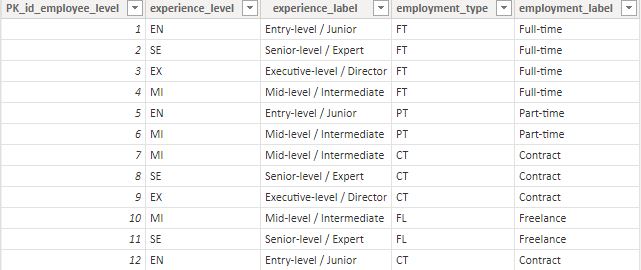 PK_id_employee_level experience_level experience_label employment_type employment_label
1 EN Entry-level / Junior FT Full-time
2 SE Senior-level / Expert FT Full-time
3 EX Executive-level / Director FT Full-time
4 MI Mid-level / Intermediate FT Full-time
5 EN Entry-level / Junior PT Part-time
6 MI Mid-level / Intermediate PT Part-time
7 MI Mid-level / Intermediate CT Contract
8 SE Senior-level / Expert CT Contract
9 EX Executive-level / Director CT Contract
10 MI Mid-level / Intermediate FL Freelance
11 SE Senior-level / Expert FL Freelance
12 EN Entry-level / Junior CT Contract